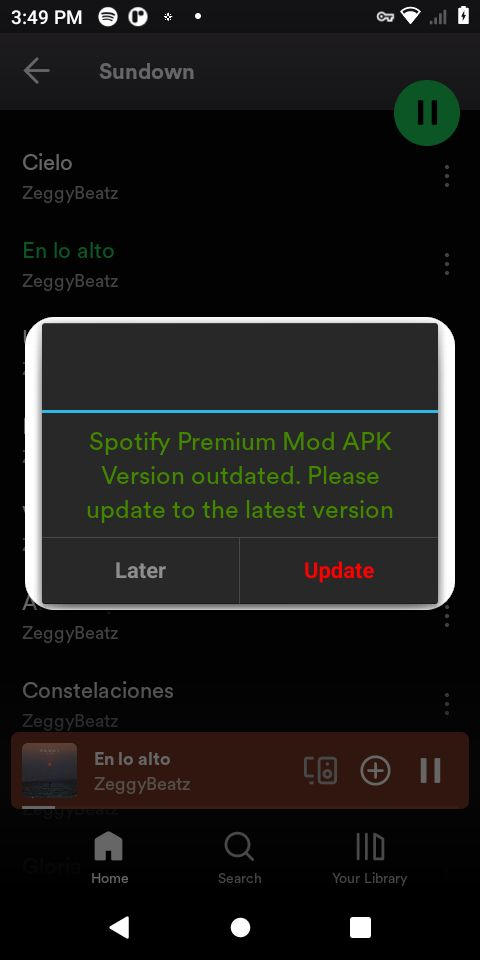 3:49 PM
Sundown
Cielo
ZeggyBeatz
En lo alto
ZeggyBeatz
Spotify Premium Mod APK
Version outdated. Please
update to the latest version
Later
Update
ZeggyBeatz
Constelaciones
ZeggyBeatz
En lo alto
ZeggyBeatz
Gloria
Home
Search
Your Library